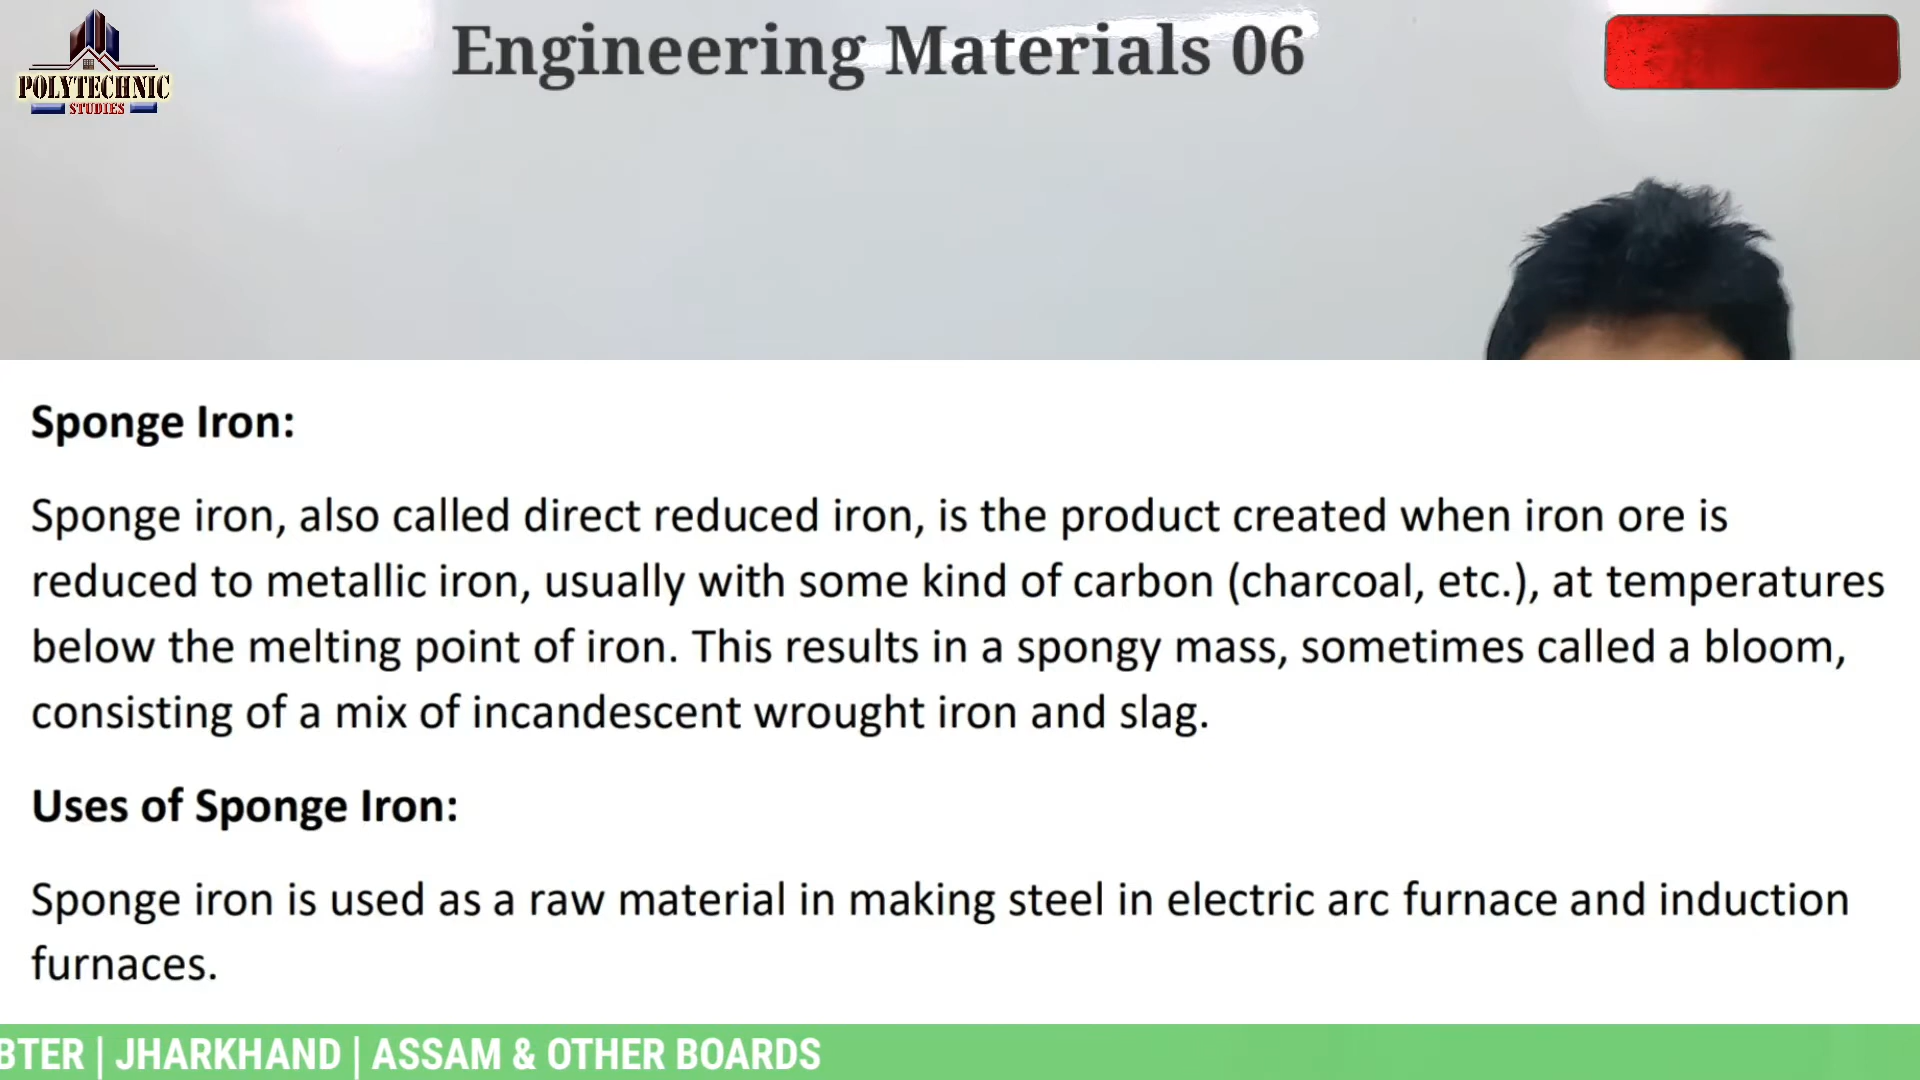 POLYTECHNIC
STUDIES
Engineering Materials 06
Sponge Iron:
Sponge iron, also called direct reduced iron, is the product created when iron ore is
reduced to metallic iron, usually with some kind of carbon (charcoal, etc.), at temperatures
below the melting point of iron. This results in a spongy mass, sometimes called a bloom,
consisting of a mix of incandescent wrought iron and slag.
Uses of Sponge Iron:
Sponge iron is used as a raw material in making steel in electric arc furnace and induction
furnaces.
BTER | JHARKHAND | ASSAM & OTHER BOARDS